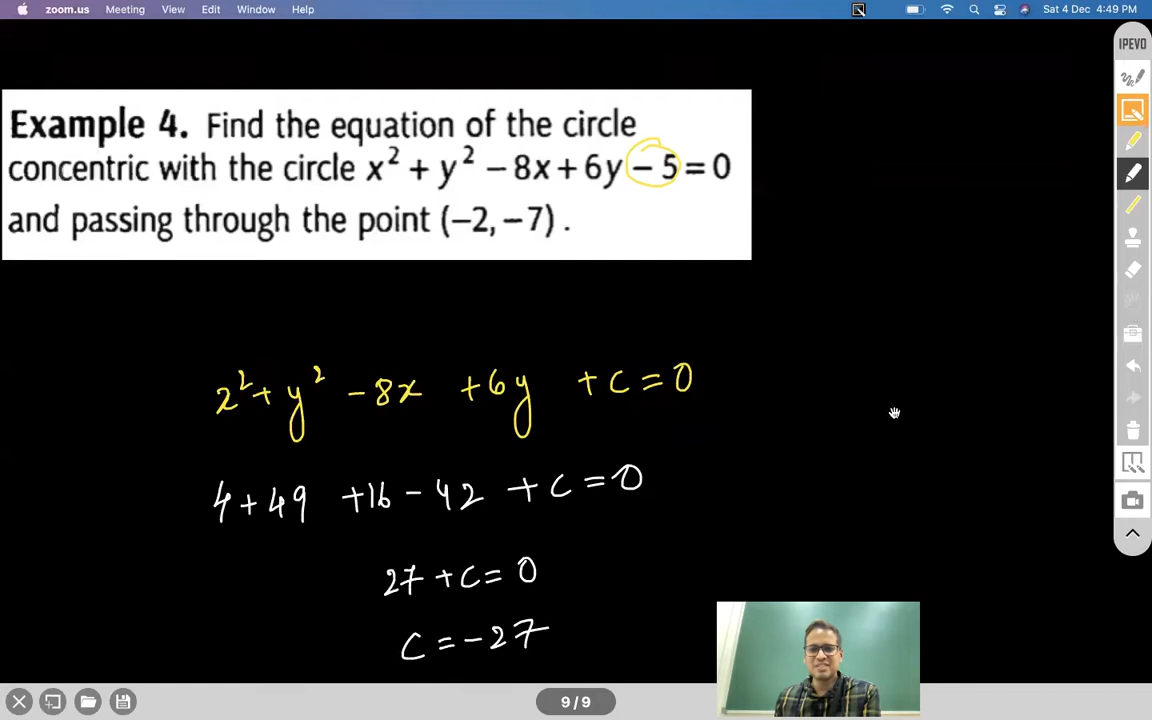 zoom.us Meeting View Edit Window Help Sat 4 Dec 4:49 PM
IPEVO
Example 4. Find the equation of the circle
concentric with the circle x² + y² − 8x + 6y − 5 = 0
and passing through the point (−2, −7) .
x² + y² − 8x + 6y + c = 0
4 + 49 + 16 − 42 + c = 0
27 + c = 0
c = −27
9 / 9